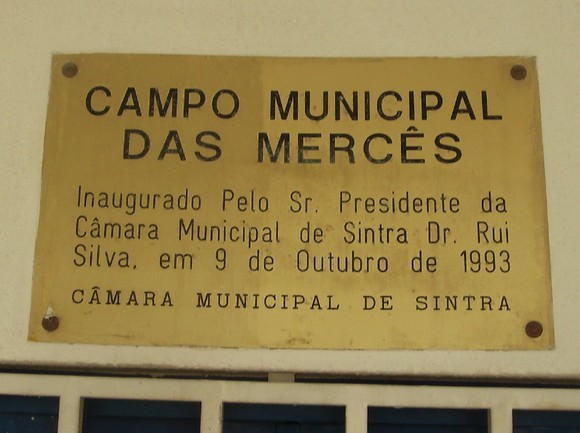 CAMPO MUNICIPAL
DAS MERCÊS
Inaugurado Pelo Sr. Presidente da
Câmara Municipal de Sintra Dr. Rui
Silva, em 9 de Outubro de 1993
CÂMARA MUNICIPAL DE SINTRA